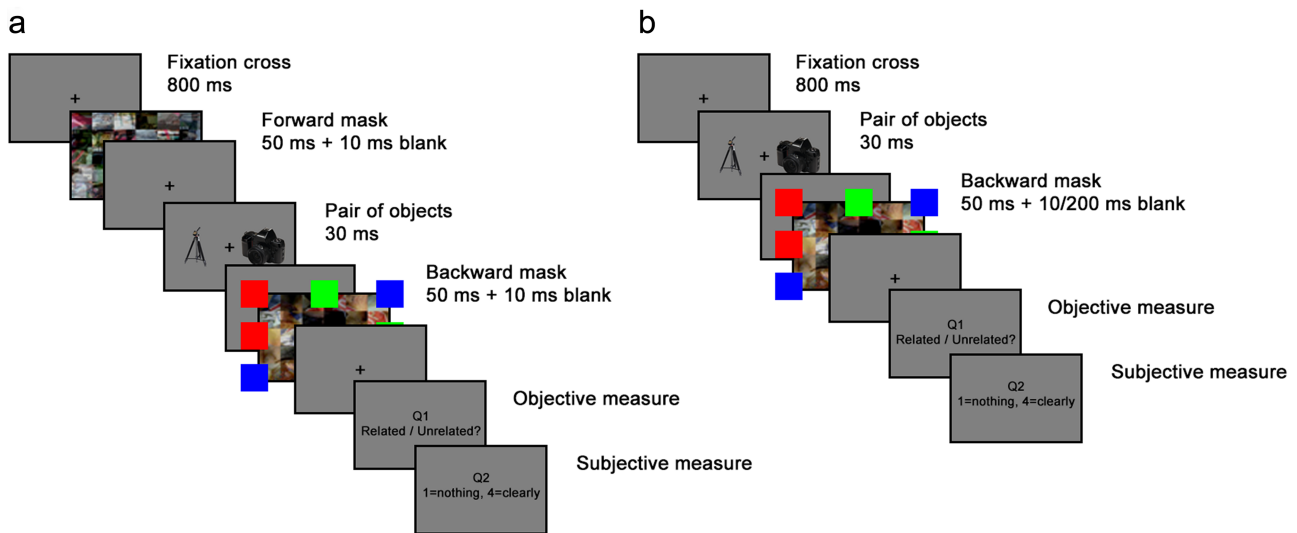 a
Fixation cross
800 ms
Forward mask
50 ms + 10 ms blank
Pair of objects
30 ms
Backward mask
50 ms + 10 ms blank
Objective measure
Q1
Related / Unrelated?
Subjective measure
Q2
1=nothing, 4=clearly
b
Fixation cross
800 ms
Pair of objects
30 ms
Backward mask
50 ms + 10/200 ms blank
Objective measure
Q1
Related / Unrelated?
Subjective measure
Q2
1=nothing, 4=clearly